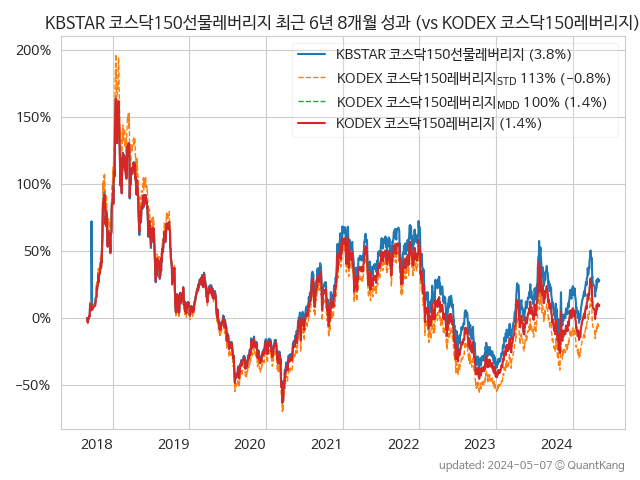 KBSTAR 코스닥150선물레버리지 최근 6년 8개월 성과 (vs KODEX 코스닥150레버리지)
KBSTAR 코스닥150선물레버리지 (3.8%)
KODEX 코스닥150레버리지STD 113% (−0.8%)
KODEX 코스닥150레버리지MDD 100% (1.4%)
KODEX 코스닥150레버리지 (1.4%)
200%
150%
100%
50%
0%
−50%
2018 2019 2020 2021 2022 2023 2024
updated: 2024-05-07 © QuantKang